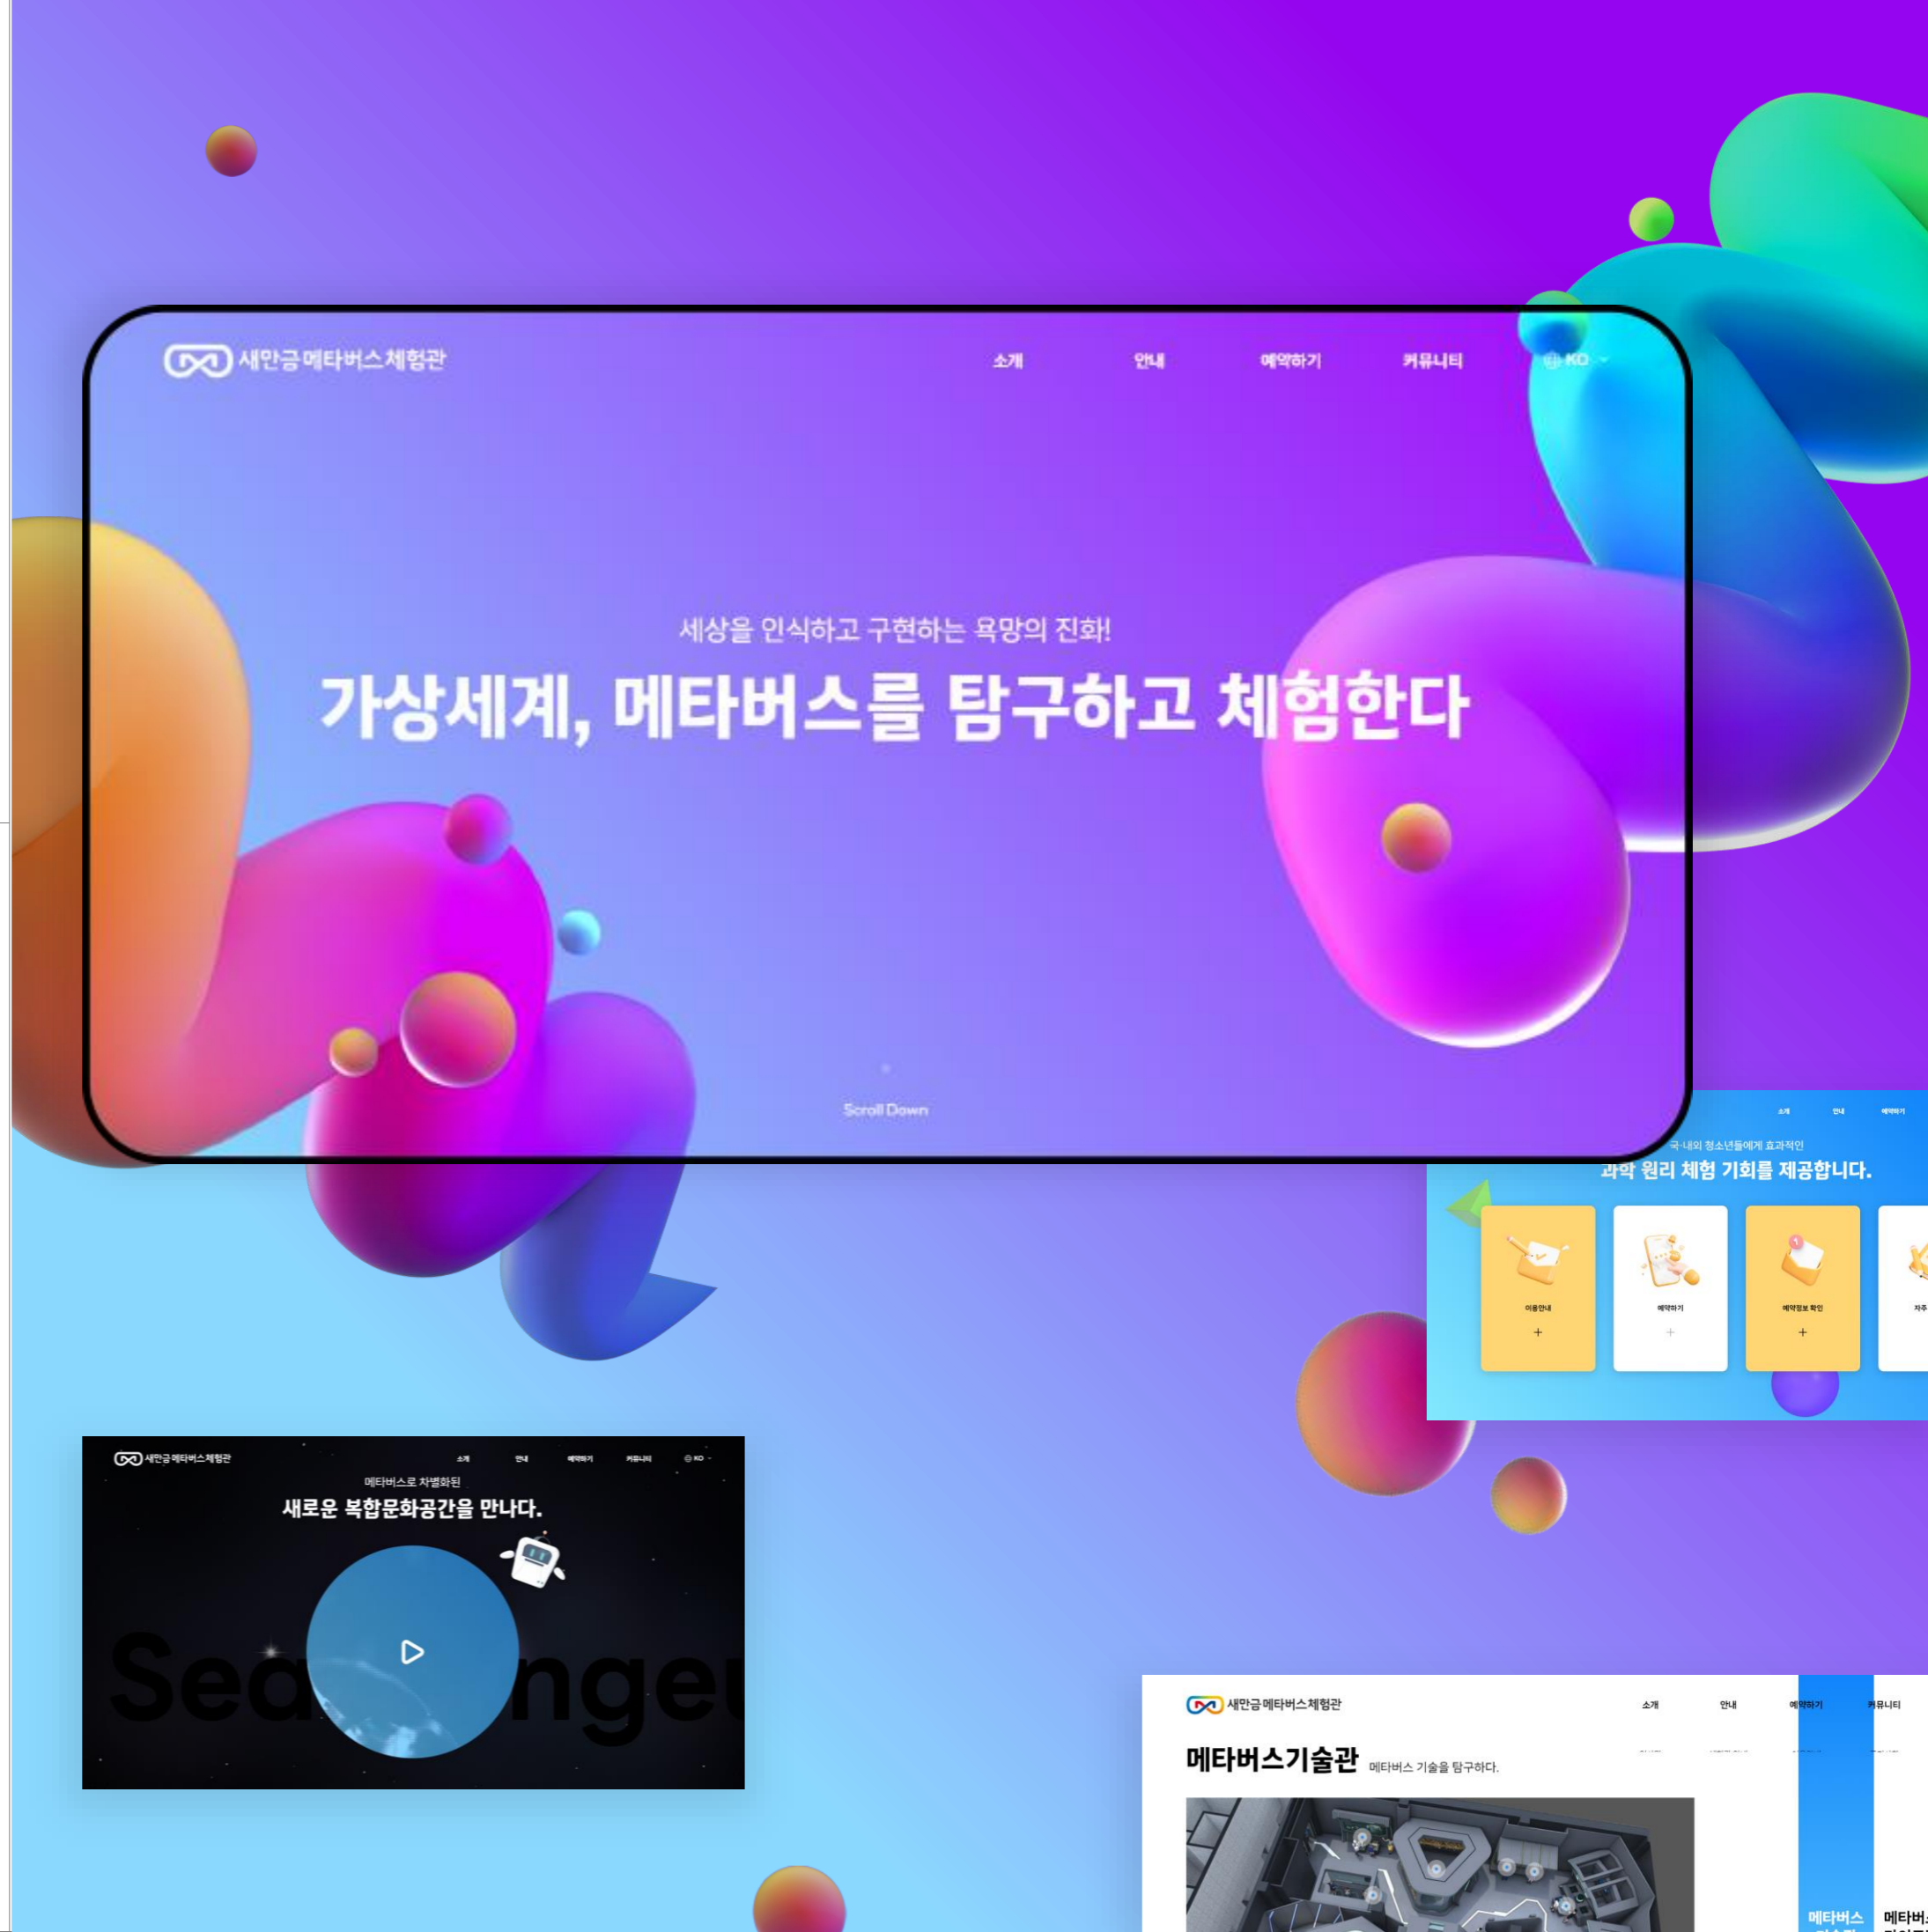 새만금메타버스체험관
소개 안내 예약하기 커뮤니티 KO
세상을 인식하고 구현하는 욕망의 진화!
가상세계, 메타버스를 탐구하고 체험한다
Scroll Down
소개 안내 예약하기
국·내외 청소년들에게 효과적인
과학 원리 체험 기회를 제공합니다.
이용안내 예약하기 예약정보 확인 자주
새만금메타버스체험관 소개 안내 예약하기 커뮤니티 KO
메타버스로 차별화된
새로운 복합문화공간을 만나다.
새만금메타버스체험관 소개 안내 예약하기 커뮤니티
메타버스기술관 메타버스 기술을 탐구하다.
메타버스